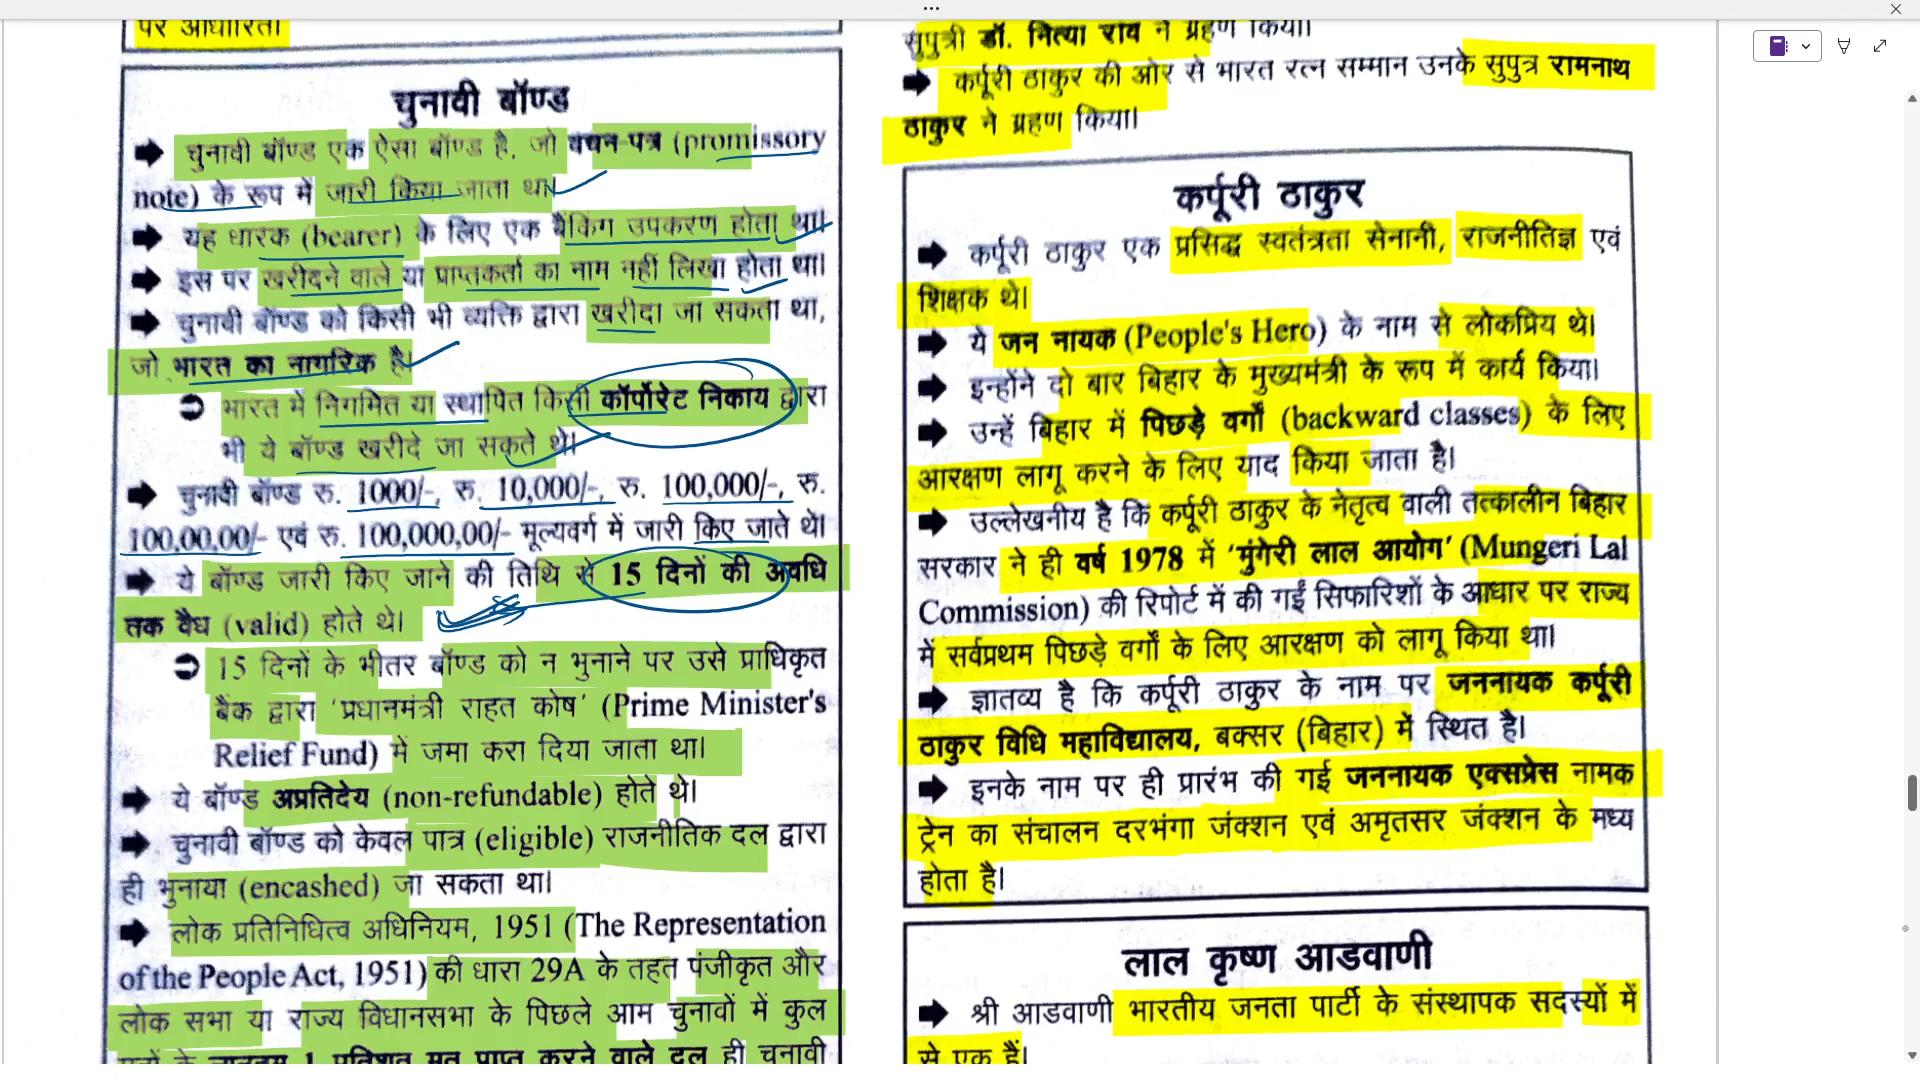 पर आधारित।
चुनावी बॉण्ड
चुनावी बॉण्ड एक ऐसा बॉण्ड है, जो वचन-पत्र (promissory
note) के रूप में जारी किया जाता था।
यह धारक (bearer) के लिए एक बैंकिंग उपकरण होता था।
इस पर खरीदने वाले या प्राप्तकर्ता का नाम नहीं लिखा होता था।
चुनावी बॉण्ड को किसी भी व्यक्ति द्वारा खरीदा जा सकता था,
जो भारत का नागरिक है।
भारत में निगमित या स्थापित किसी कॉर्पोरेट निकाय द्वारा
भी ये बॉण्ड खरीदे जा सकते थे।
चुनावी बॉण्ड रु. 1000/-, रु. 10,000/-, रु. 100,000/-, रु.
100,00,00/- एवं रु. 100,000,00/- मूल्यवर्ग में जारी किए जाते थे।
ये बॉण्ड जारी किए जाने की तिथि से 15 दिनों की अवधि
तक वैध (valid) होते थे।
15 दिनों के भीतर बॉण्ड को न भुनाने पर उसे प्राधिकृत
बैंक द्वारा 'प्रधानमंत्री राहत कोष' (Prime Minister's
Relief Fund) में जमा करा दिया जाता था।
ये बॉण्ड अप्रतिदेय (non-refundable) होते थे।
चुनावी बॉण्ड को केवल पात्र (eligible) राजनीतिक दल द्वारा
ही भुनाया (encashed) जा सकता था।
लोक प्रतिनिधित्व अधिनियम, 1951 (The Representation
of the People Act, 1951) की धारा 29A के तहत पंजीकृत और
लोक सभा या राज्य विधानसभा के पिछले आम चुनावों में कुल
1 प्रतिशत मत प्राप्त करने वाले दल ही चुनावी
सुपुत्री डॉ. नित्या राव ने ग्रहण किया।
कर्पूरी ठाकुर की ओर से भारत रत्न सम्मान उनके सुपुत्र रामनाथ
ठाकुर ने ग्रहण किया।
कर्पूरी ठाकुर
कर्पूरी ठाकुर एक प्रसिद्ध स्वतंत्रता सेनानी, राजनीतिज्ञ एवं
शिक्षक थे।
ये जन नायक (People's Hero) के नाम से लोकप्रिय थे।
इन्होंने दो बार बिहार के मुख्यमंत्री के रूप में कार्य किया।
उन्हें बिहार में पिछड़े वर्गों (backward classes) के लिए
आरक्षण लागू करने के लिए याद किया जाता है।
उल्लेखनीय है कि कर्पूरी ठाकुर के नेतृत्व वाली तत्कालीन बिहार
सरकार ने ही वर्ष 1978 में 'मुंगेरी लाल आयोग' (Mungeri Lal
Commission) की रिपोर्ट में की गईं सिफारिशों के आधार पर राज्य
में सर्वप्रथम पिछड़े वर्गों के लिए आरक्षण को लागू किया था।
ज्ञातव्य है कि कर्पूरी ठाकुर के नाम पर जननायक कर्पूरी
ठाकुर विधि महाविद्यालय, बक्सर (बिहार) में स्थित है।
इनके नाम पर ही प्रारंभ की गई जननायक एक्सप्रेस नामक
ट्रेन का संचालन दरभंगा जंक्शन एवं अमृतसर जंक्शन के मध्य
होता है।
लाल कृष्ण आडवाणी
श्री आडवाणी भारतीय जनता पार्टी के संस्थापक सदस्यों में
से एक हैं।